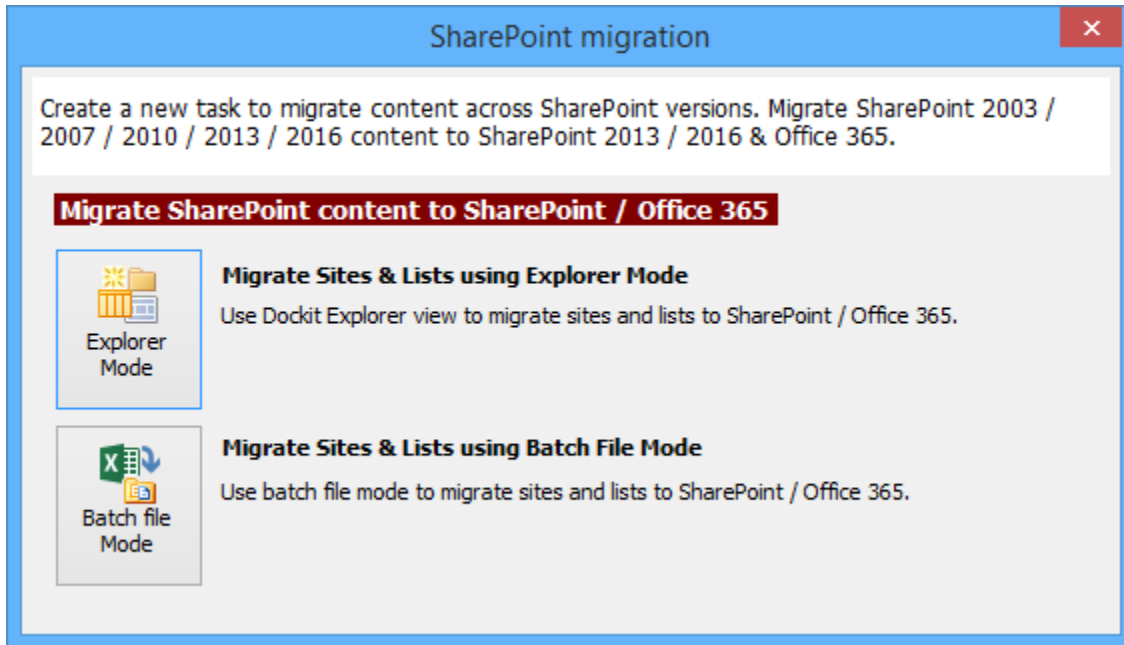 SharePoint migration
Create a new task to migrate content across SharePoint versions. Migrate SharePoint 2003 /
2007 / 2010 / 2013 / 2016 content to SharePoint 2013 / 2016 & Office 365.
Migrate SharePoint content to SharePoint / Office 365
Explorer
Mode
Migrate Sites & Lists using Explorer Mode
Use Dockit Explorer view to migrate sites and lists to SharePoint / Office 365.
Batch file
Mode
Migrate Sites & Lists using Batch File Mode
Use batch file mode to migrate sites and lists to SharePoint / Office 365.